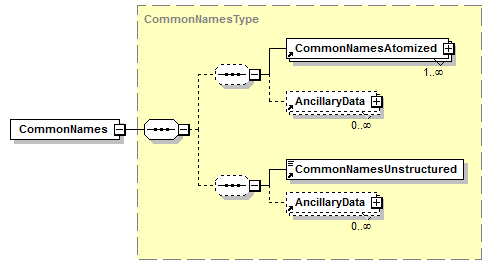 CommonNamesType
CommonNamesAtomized
1..∞
AncillaryData
0..∞
CommonNames
CommonNamesUnstructured
AncillaryData
0..∞